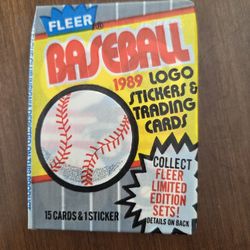 FLEER®
BASEBALL
1989 LOGO
STICKERS &
TRADING
CARDS
COLLECT
FLEER
LIMITED
EDITION
SETS!
DETAILS ON BACK
15 CARDS & 1 STICKER